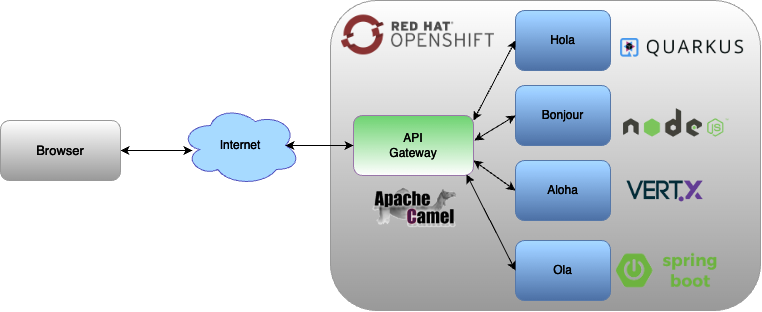 RED HAT®
OPENSHIFT
Hola
QUARKUS
Bonjour
node
JS
Browser
Internet
API
Gateway
Aloha
VERT.X
Apache
Camel
Ola
spring
boot